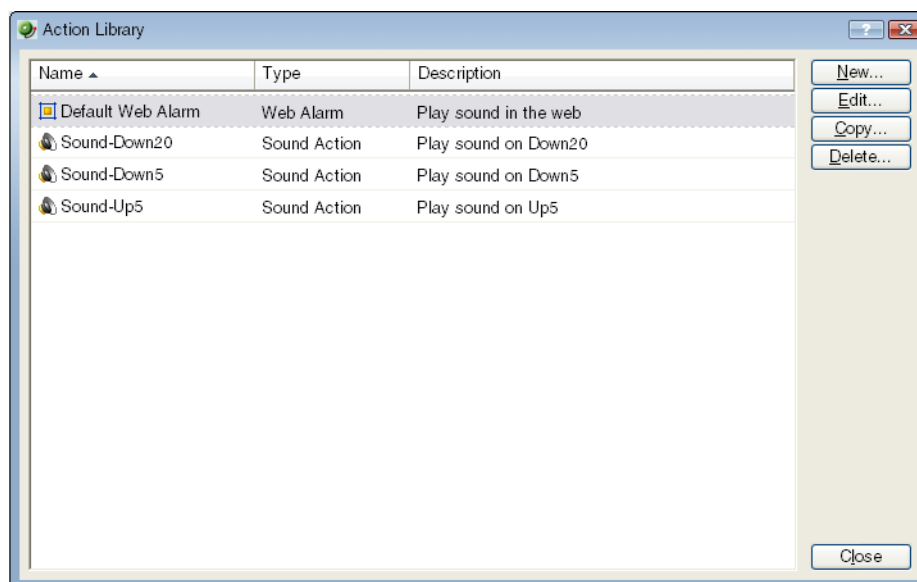 Action Library
?
Name Type Description
Default Web Alarm Web Alarm Play sound in the web
Sound-Down20 Sound Action Play sound on Down20
Sound-Down5 Sound Action Play sound on Down5
Sound-Up5 Sound Action Play sound on Up5
New...
Edit...
Copy...
Delete...
Close